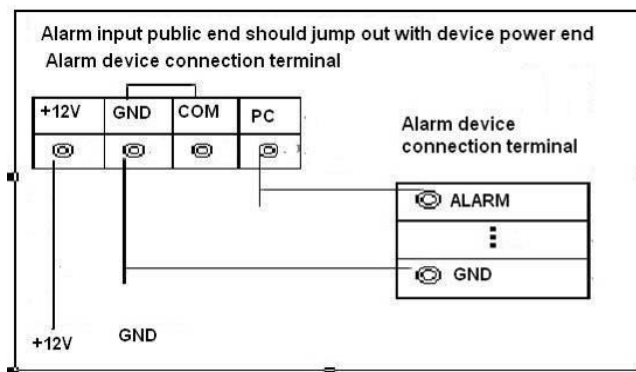 Alarm input public end should jump out with device power end
Alarm device connection terminal
+12V GND COM PC
Alarm device
connection terminal
ALARM
GND
+12V GND